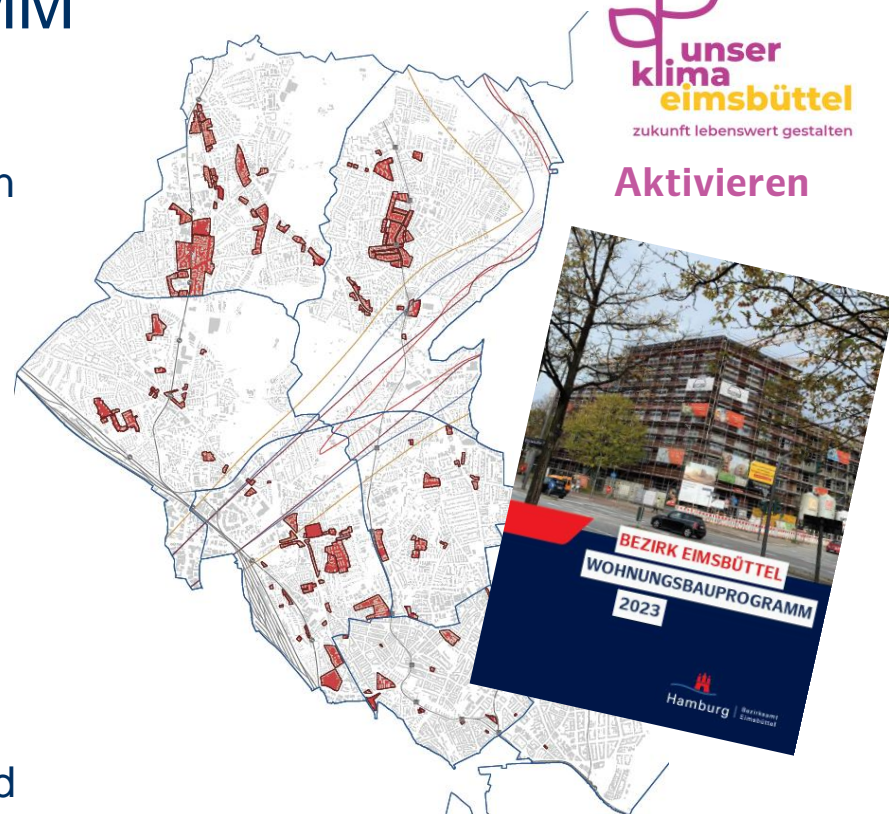 unser
klima
eimsbüttel
zukunft lebenswert gestalten
Aktivieren
BEZIRK EIMSBÜTTEL
WOHNUNGSBAUPROGRAMM
2023
Hamburg
Bezirksamt
Eimsbüttel